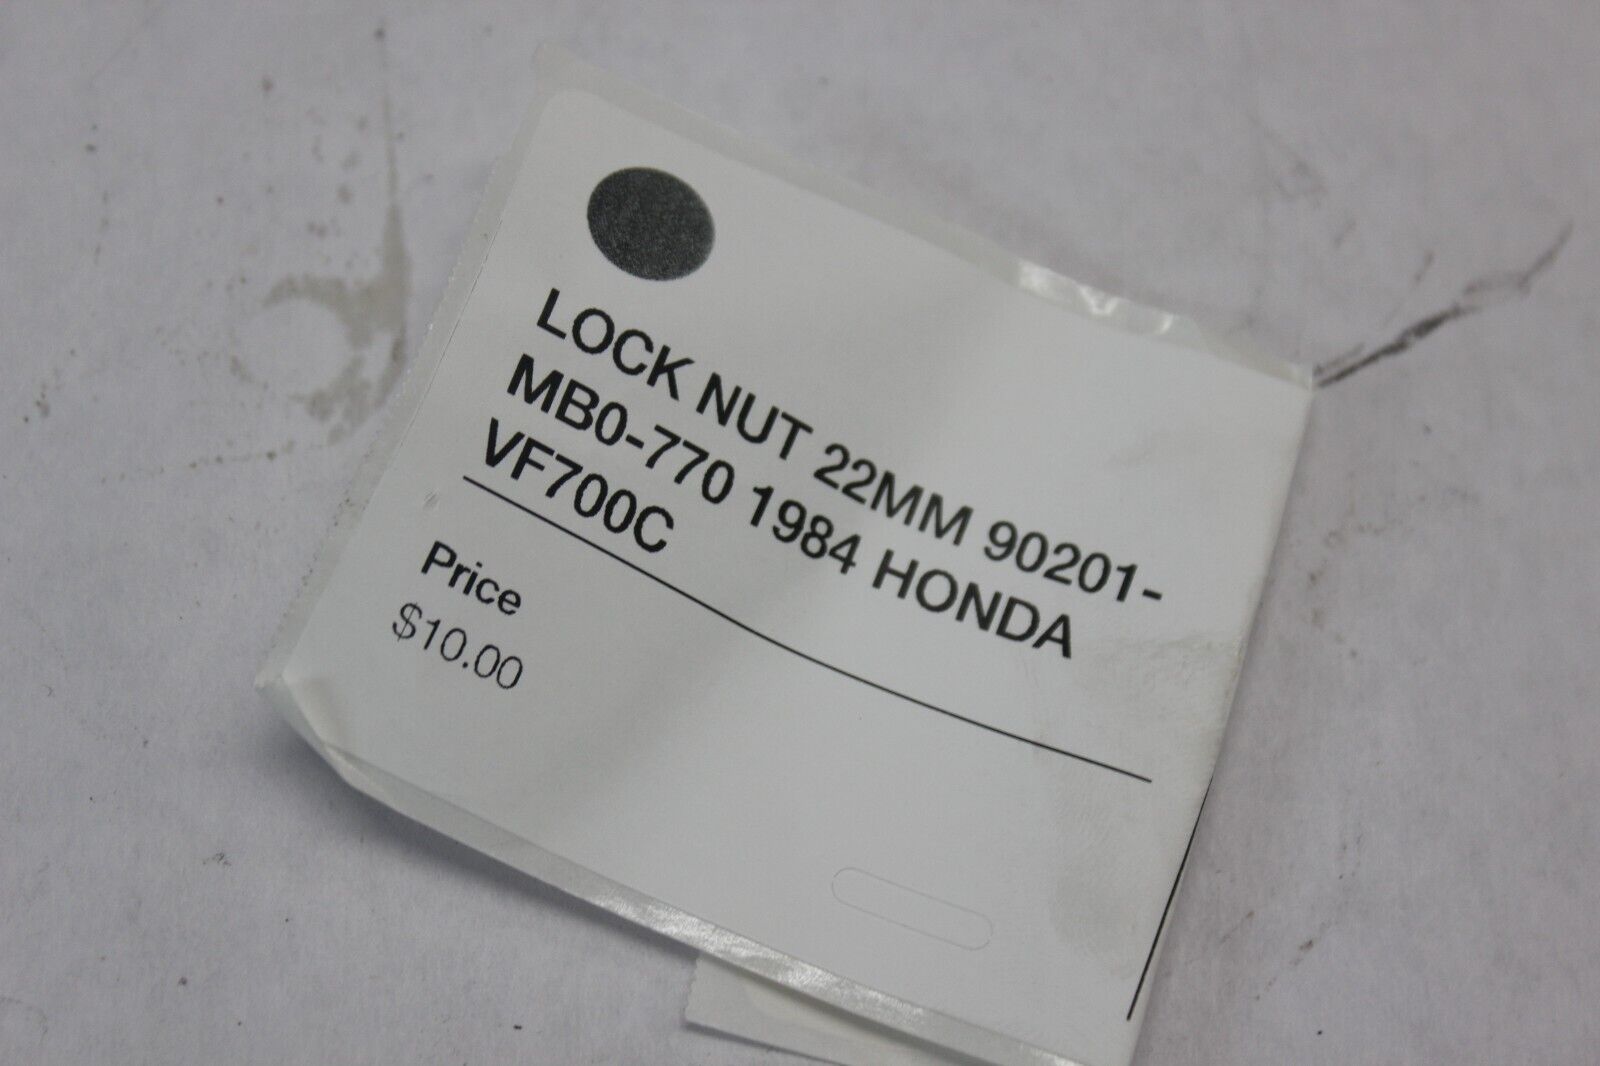 LOCK NUT 22MM 90201-
MB0-770 1984 HONDA
VF700C
Price
$10.00